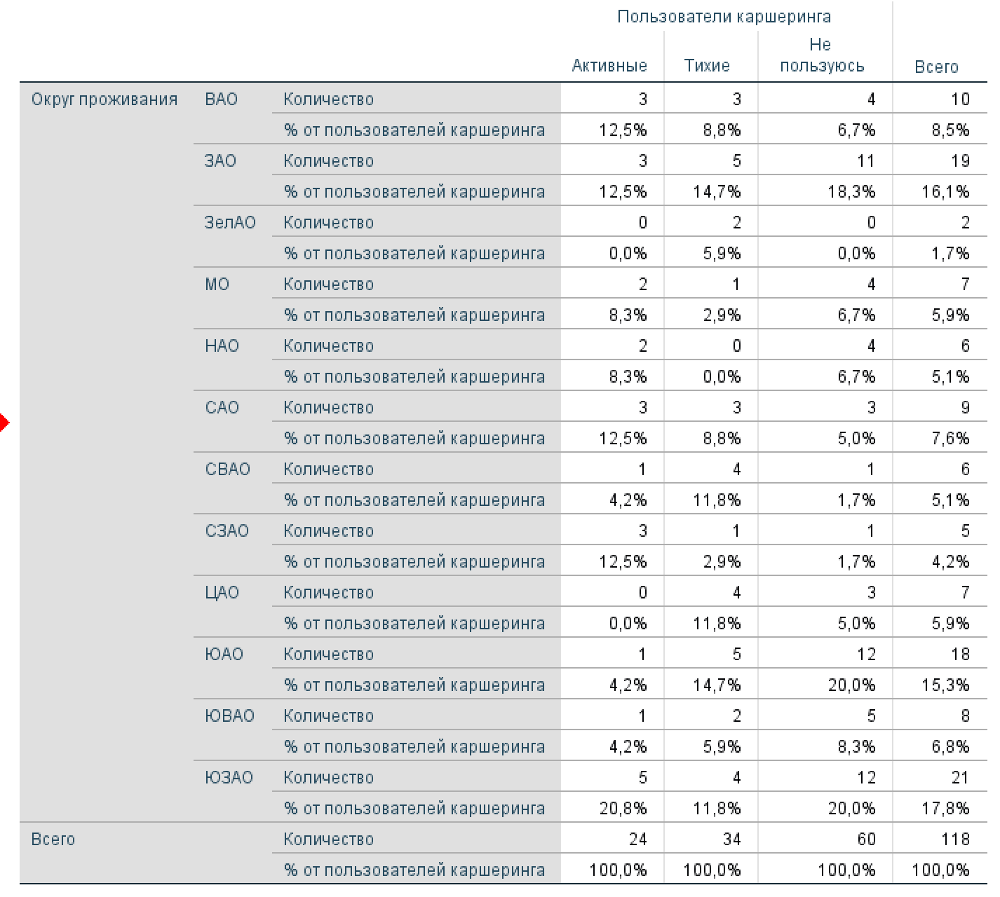 Пользователи каршеринга
Активные Тихие Не пользуюсь Всего
Округ проживания ВАО Количество 3 3 4 10
% от пользователей каршеринга 12,5% 8,8% 6,7% 8,5%
ЗАО Количество 3 5 11 19
% от пользователей каршеринга 12,5% 14,7% 18,3% 16,1%
ЗелАО Количество 0 2 0 2
% от пользователей каршеринга 0,0% 5,9% 0,0% 1,7%
МО Количество 2 1 4 7
% от пользователей каршеринга 8,3% 2,9% 6,7% 5,9%
НАО Количество 2 0 4 6
% от пользователей каршеринга 8,3% 0,0% 6,7% 5,1%
САО Количество 3 3 3 9
% от пользователей каршеринга 12,5% 8,8% 5,0% 7,6%
СВАО Количество 1 4 1 6
% от пользователей каршеринга 4,2% 11,8% 1,7% 5,1%
СЗАО Количество 3 1 1 5
% от пользователей каршеринга 12,5% 2,9% 1,7% 4,2%
ЦАО Количество 0 4 3 7
% от пользователей каршеринга 0,0% 11,8% 5,0% 5,9%
ЮАО Количество 1 5 12 18
% от пользователей каршеринга 4,2% 14,7% 20,0% 15,3%
ЮВАО Количество 1 2 5 8
% от пользователей каршеринга 4,2% 5,9% 8,3% 6,8%
ЮЗАО Количество 5 4 12 21
% от пользователей каршеринга 20,8% 11,8% 20,0% 17,8%
Всего Количество 24 34 60 118
% от пользователей каршеринга 100,0% 100,0% 100,0% 100,0%